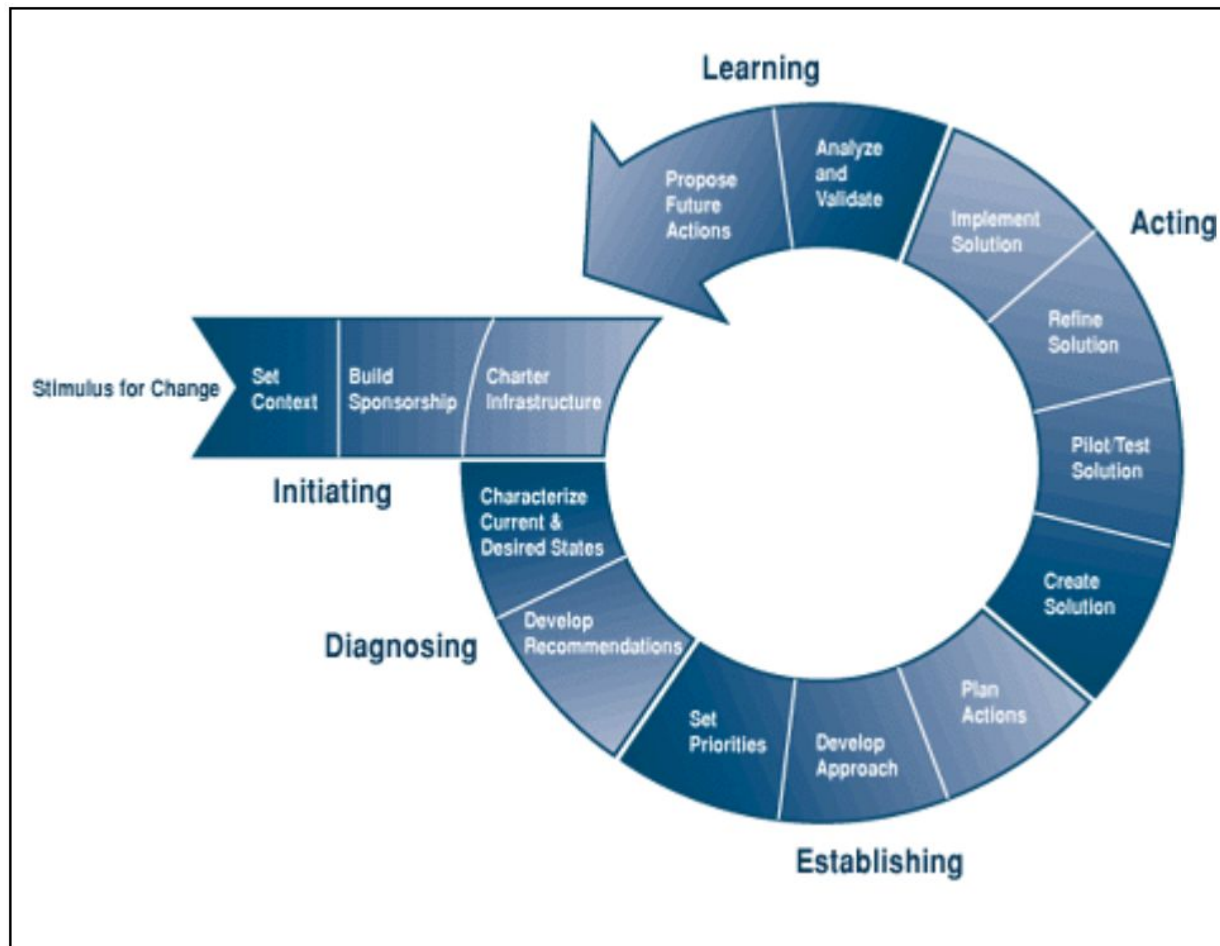 Learning
Propose
Future
Actions
Analyze
and
Validate
Implement
Solution
Acting
Refine
Solution
Pilot/Test
Solution
Create
Solution
Plan
Actions
Develop
Approach
Set
Priorities
Establishing
Develop
Recommendations
Characterize
Current &
Desired States
Diagnosing
Stimulus for Change
Set
Context
Build
Sponsorship
Charter
Infrastructure
Initiating